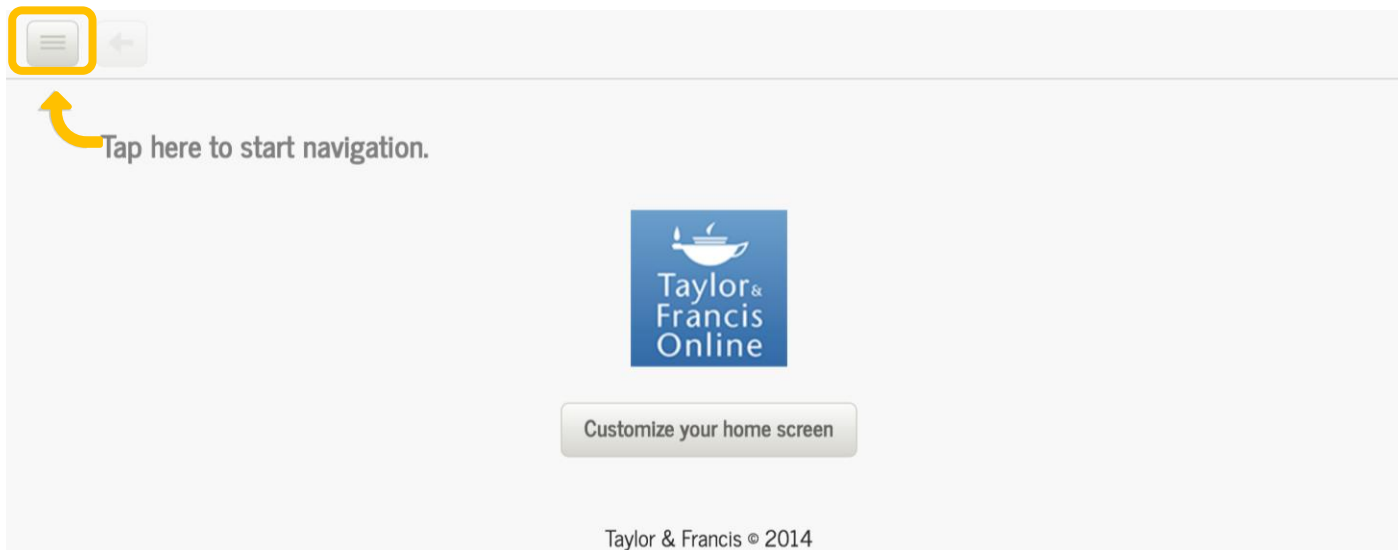 Tap here to start navigation.
Taylor &
Francis
Online
Customize your home screen
Taylor & Francis © 2014